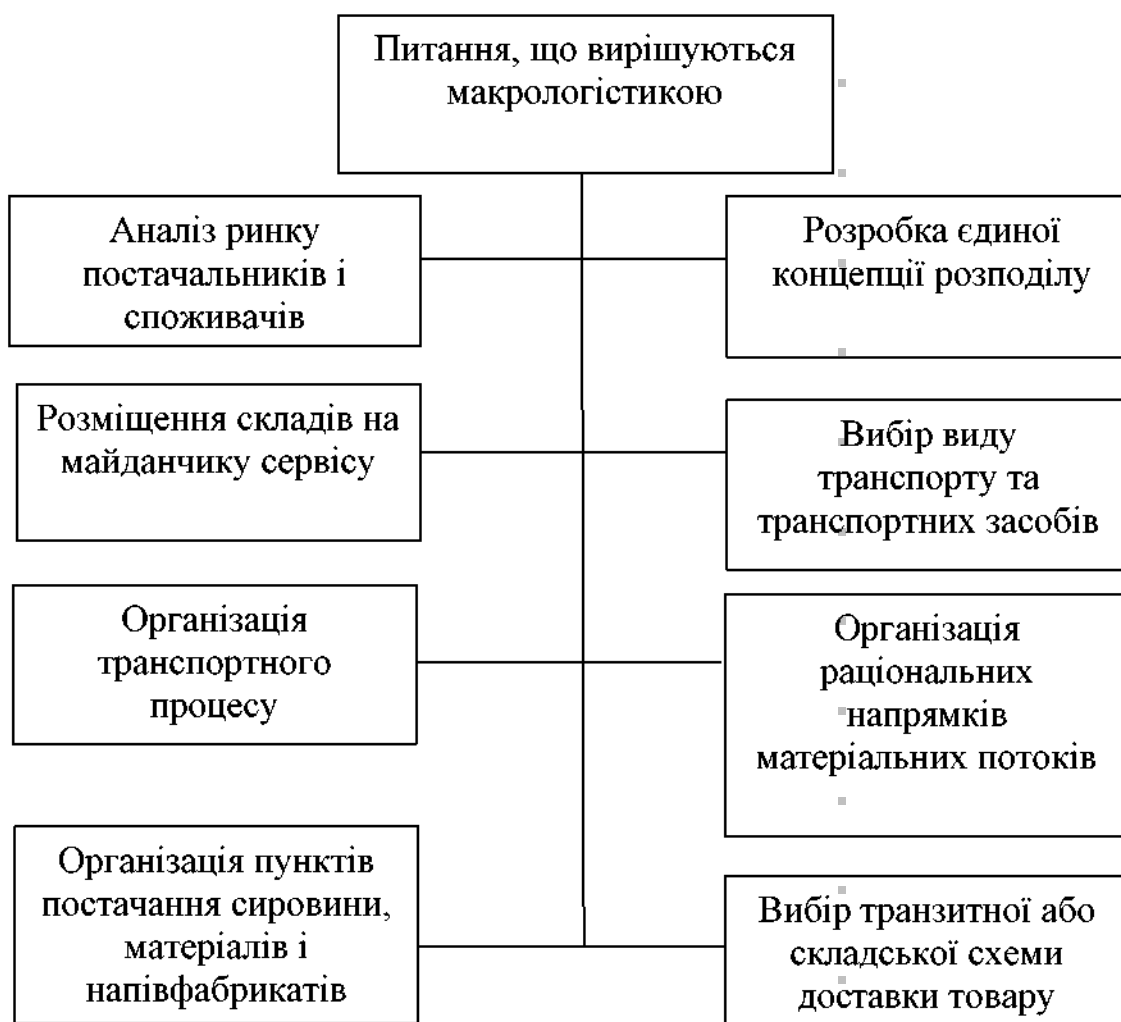 Питання, що вирішуються
макрологістикою
Аналіз ринку
постачальників і
споживачів
Розробка єдиної
концепції розподілу
Розміщення складів на
майданчику сервісу
Вибір виду
транспорту та
транспортних засобів
Організація
транспортного
процесу
Організація
раціональних
напрямків
матеріальних потоків
Організація пунктів
постачання сировини,
матеріалів і
напівфабрикатів
Вибір транзитної або
складської схеми
доставки товару